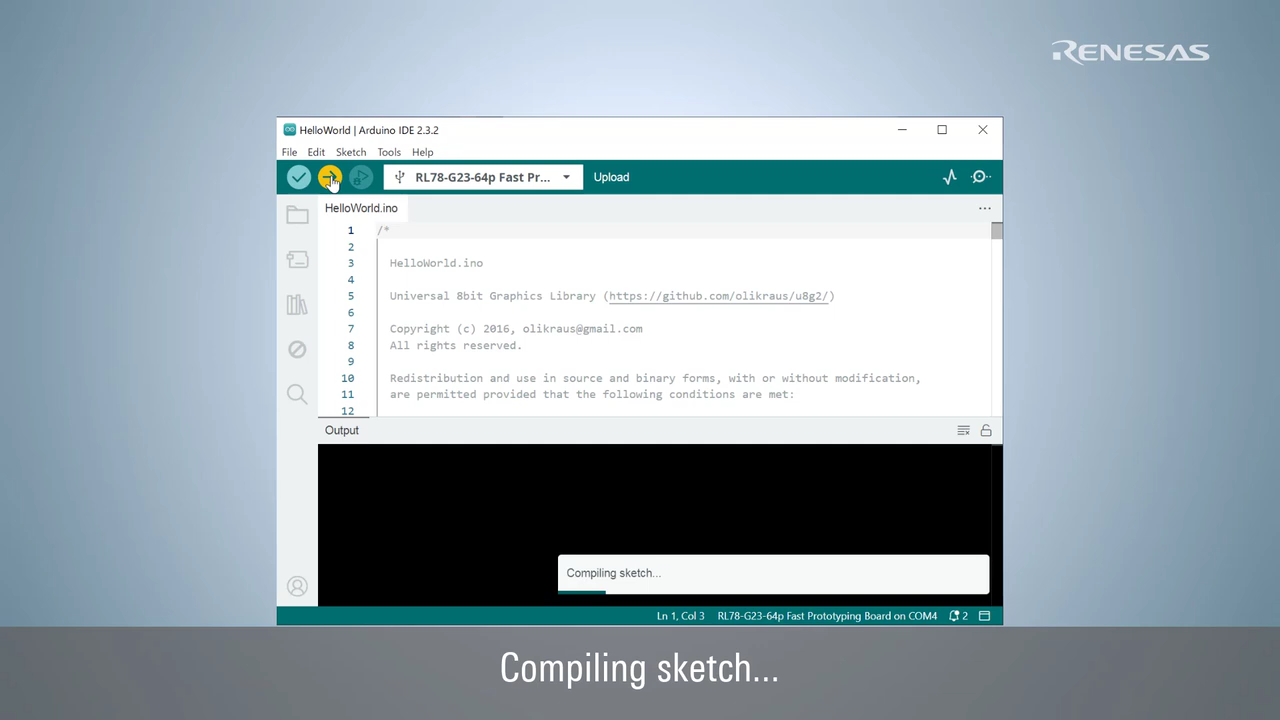 RENESAS
HelloWorld | Arduino IDE 2.3.2
File Edit Sketch Tools Help
RL78-G23-64p Fast Pr... Upload
HelloWorld.ino ...
1 /*
2
3 HelloWorld.ino
4
5 Universal 8bit Graphics Library (https://github.com/olikraus/u8g2/)
6
7 Copyright (c) 2016, olikraus@gmail.com
8 All rights reserved.
9
10 Redistribution and use in source and binary forms, with or without modification,
11 are permitted provided that the following conditions are met:
12
Output
Compiling sketch...
Ln 1, Col 3 RL78-G23-64p Fast Prototyping Board on COM4 2
Compiling sketch...